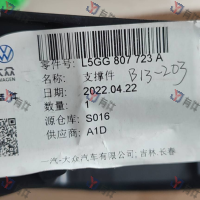 零件号: L5GG 807 723 A
名称: 支撑件 B13-203
日期: 2022.04.22
数量: 1
源仓库: S016
供应商: A1D
一汽-大众汽车有限公司; 吉林.长春